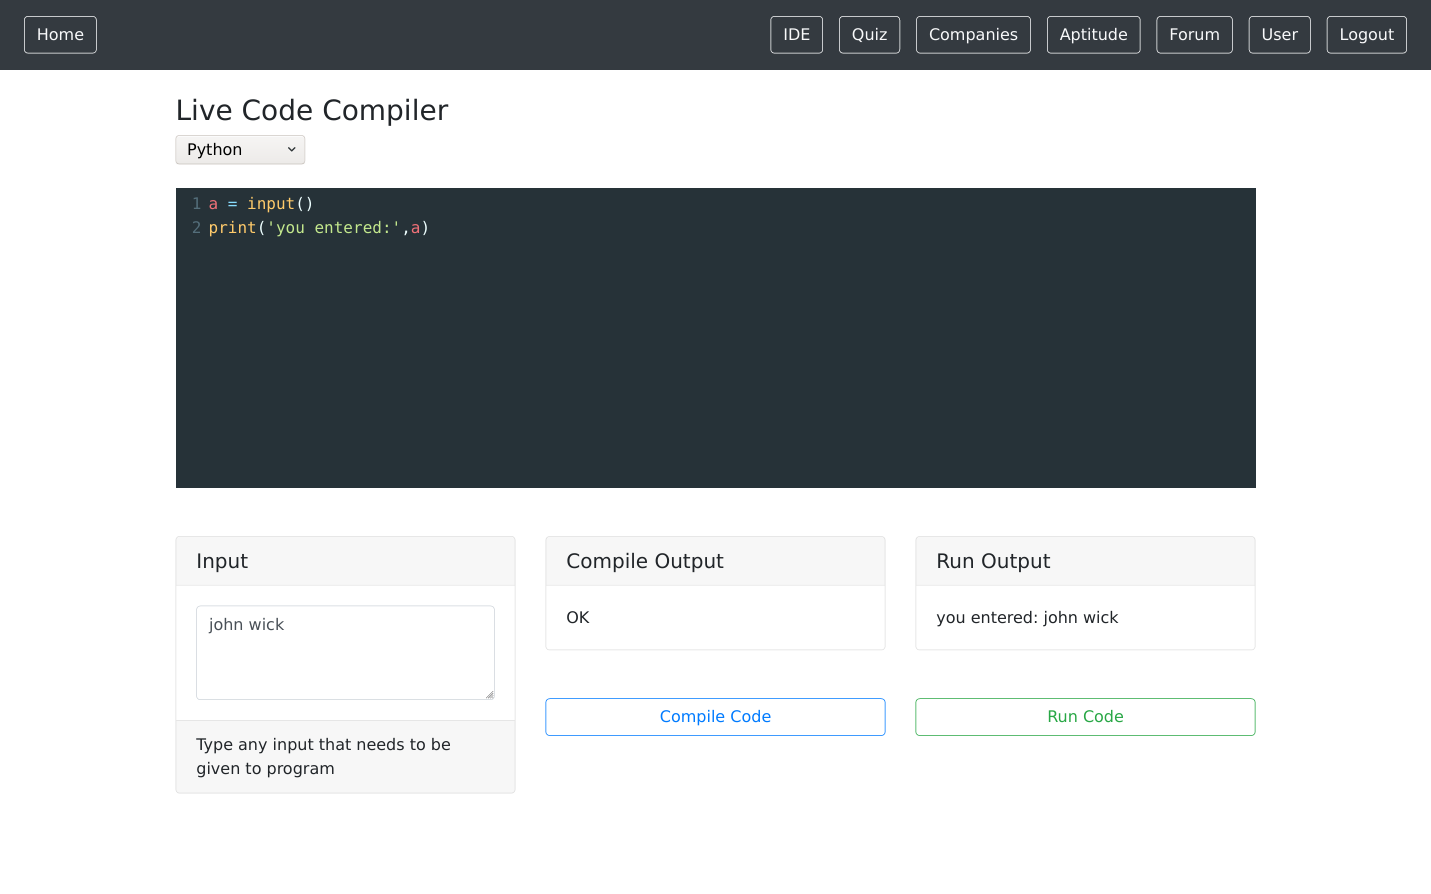 Home IDE Quiz Companies Aptitude Forum User Logout
Live Code Compiler
Python
1 a = input()
2 print('you entered:',a)
Input
john wick
Type any input that needs to be
given to program
Compile Output
OK
Compile Code
Run Output
you entered: john wick
Run Code